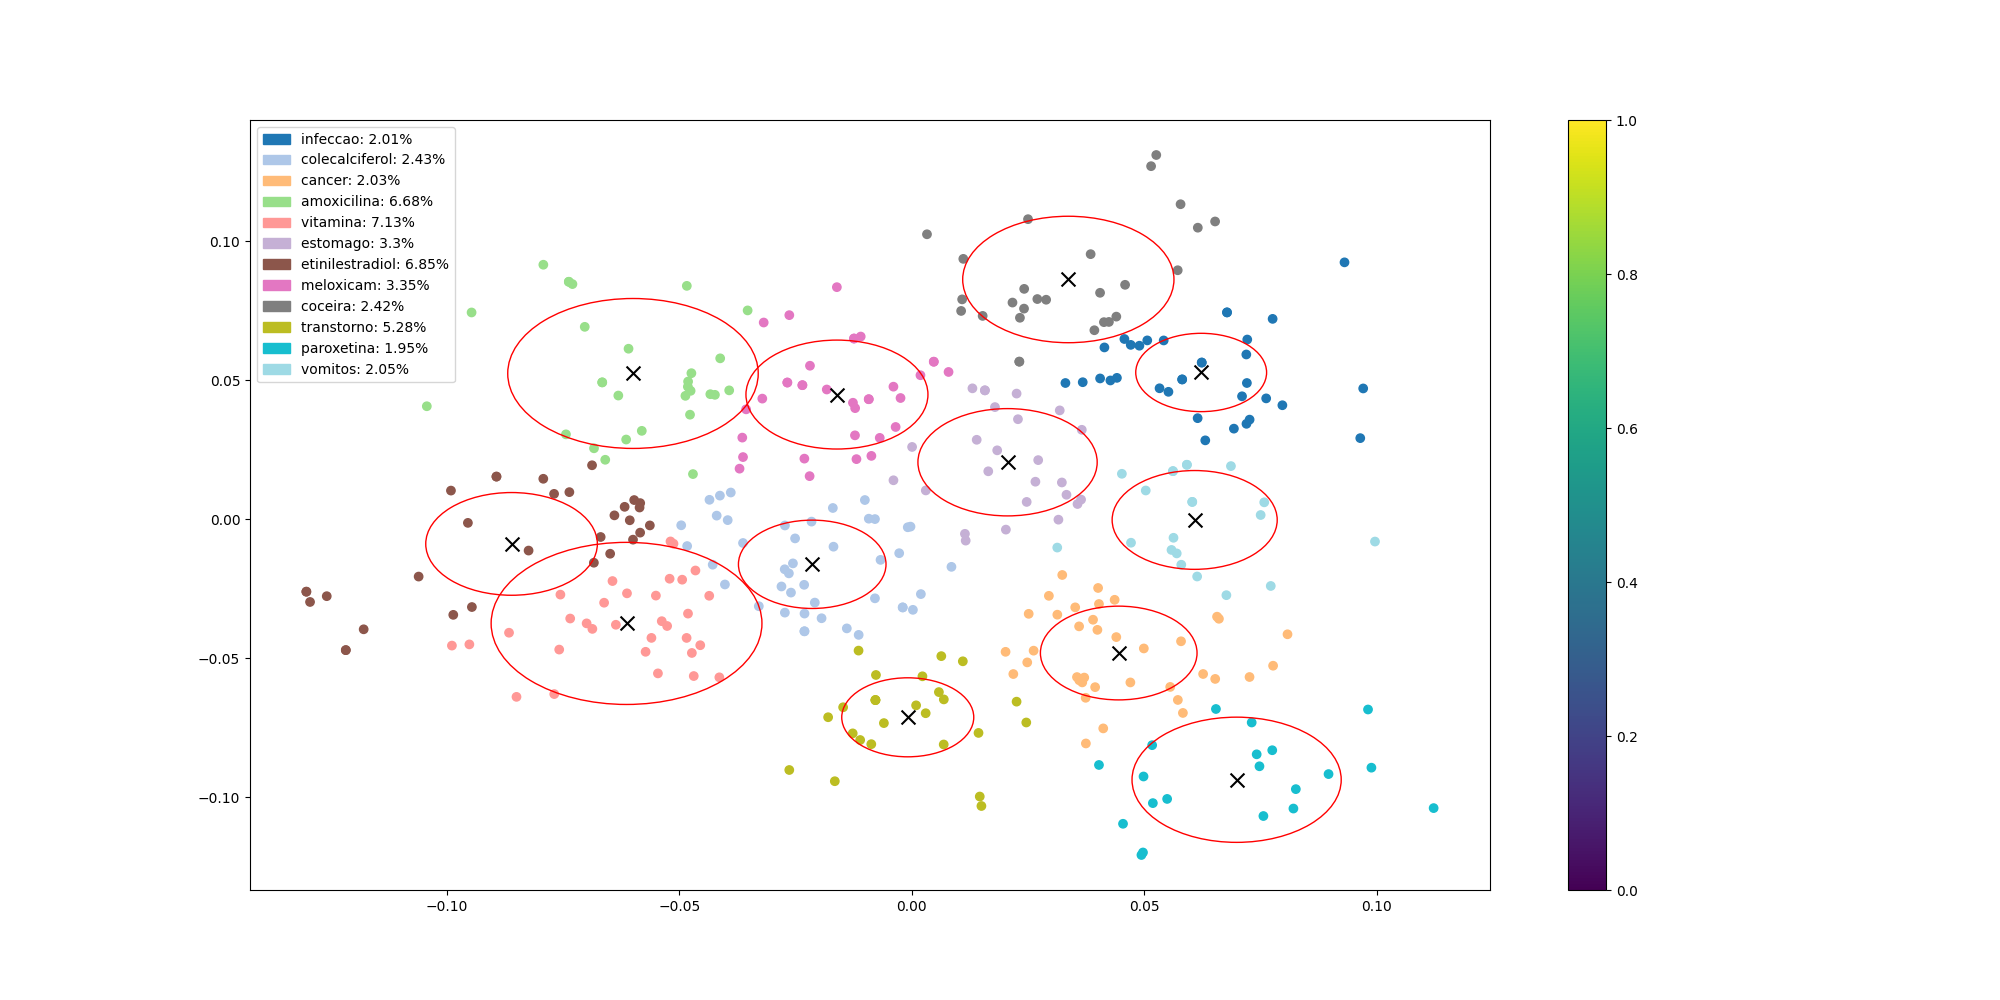 infeccao: 2.01%
colecalciferol: 2.43%
cancer: 2.03%
amoxicilina: 6.68%
vitamina: 7.13%
estomago: 3.3%
etinilestradiol: 6.85%
meloxicam: 3.35%
coceira: 2.42%
transtorno: 5.28%
paroxetina: 1.95%
vomitos: 2.05%
0.10
0.05
0.00
−0.05
−0.10
−0.10
−0.05
0.00
0.05
0.10
1.0
0.8
0.6
0.4
0.2
0.0